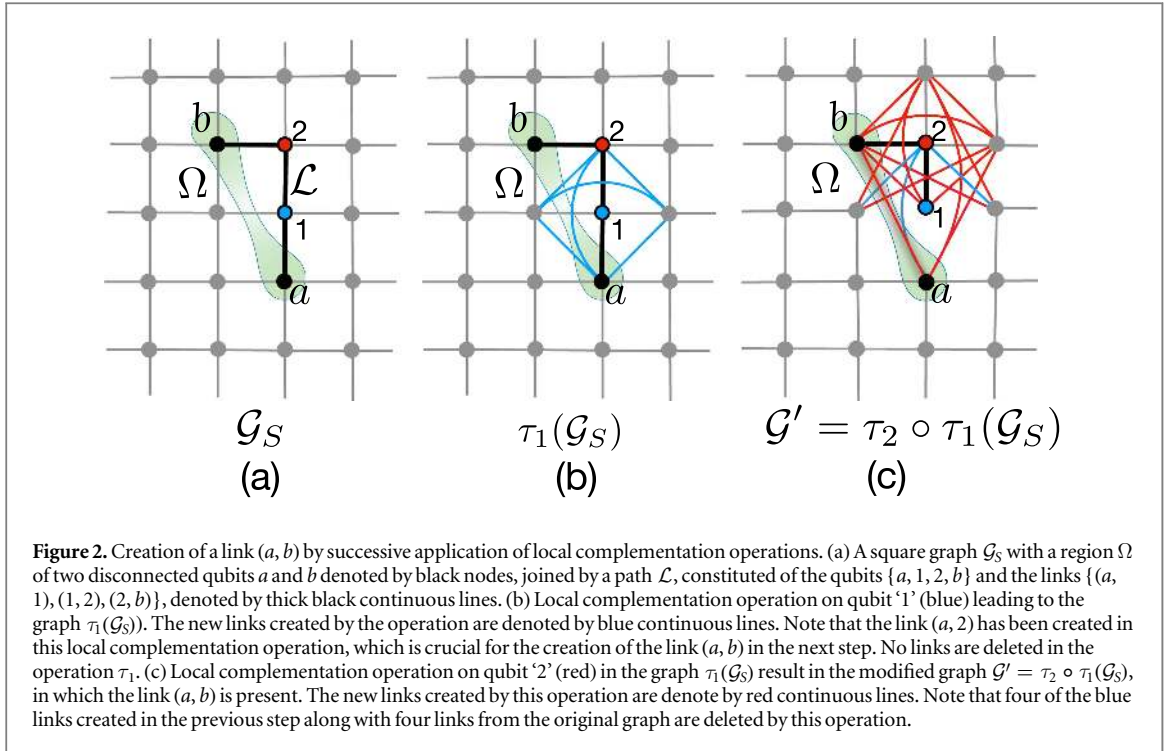 b
2
Ω
ℒ
1
a
b
2
Ω
1
a
b
2
Ω
1
a
𝒢_S
τ₁(𝒢_S)
𝒢′ = τ₂ ∘ τ₁(𝒢_S)
(a)
(b)
(c)
Figure 2. Creation of a link (a, b) by successive application of local complementation operations. (a) A square graph 𝒢_S with a region Ω
of two disconnected qubits a and b denoted by black nodes, joined by a path ℒ, constituted of the qubits {a, 1, 2, b} and the links {(a,
1), (1, 2), (2, b)}, denoted by thick black continuous lines. (b) Local complementation operation on qubit ‘1’ (blue) leading to the
graph τ₁(𝒢_S)). The new links created by the operation are denoted by blue continuous lines. Note that the link (a, 2) has been created in
this local complementation operation, which is crucial for the creation of the link (a, b) in the next step. No links are deleted in the
operation τ₁. (c) Local complementation operation on qubit ‘2’ (red) in the graph τ₁(𝒢_S) result in the modified graph 𝒢′ = τ₂ ∘ τ₁(𝒢_S),
in which the link (a, b) is present. The new links created by this operation are denote by red continuous lines. Note that four of the blue
links created in the previous step along with four links from the original graph are deleted by this operation.